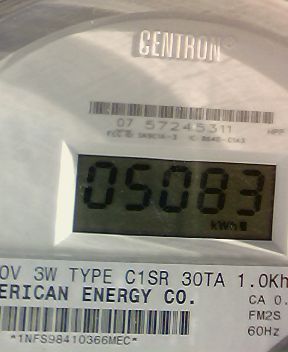 CENTRON®
07 57245311
05083
kWh
0V 3W TYPE C1SR 30TA 1.0Kh
ERICAN ENERGY CO.
CA 0.
FM2S
60Hz
*1NFS98410366MEC*